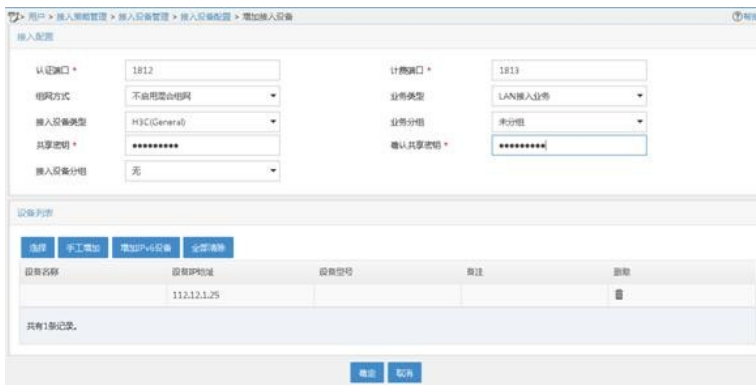 用户 > 接入策略管理 > 接入设备管理 > 接入设备配置 > 增加接入设备
帮助
接入配置
认证端口 * 1812 计费端口 * 1813
组网方式 不启用混合组网 业务类型 LAN接入业务
接入设备类型 H3C(General) 业务分组 未分组
共享密钥 * ●●●●●●●●● 确认共享密钥 * ●●●●●●●●●
接入设备分组 无
设备列表
选择 手工增加 增加IPv6设备 全部清除
设备名称 设备IP地址 设备型号 备注 删除
112.12.1.25
共有1条记录。
确定 取消